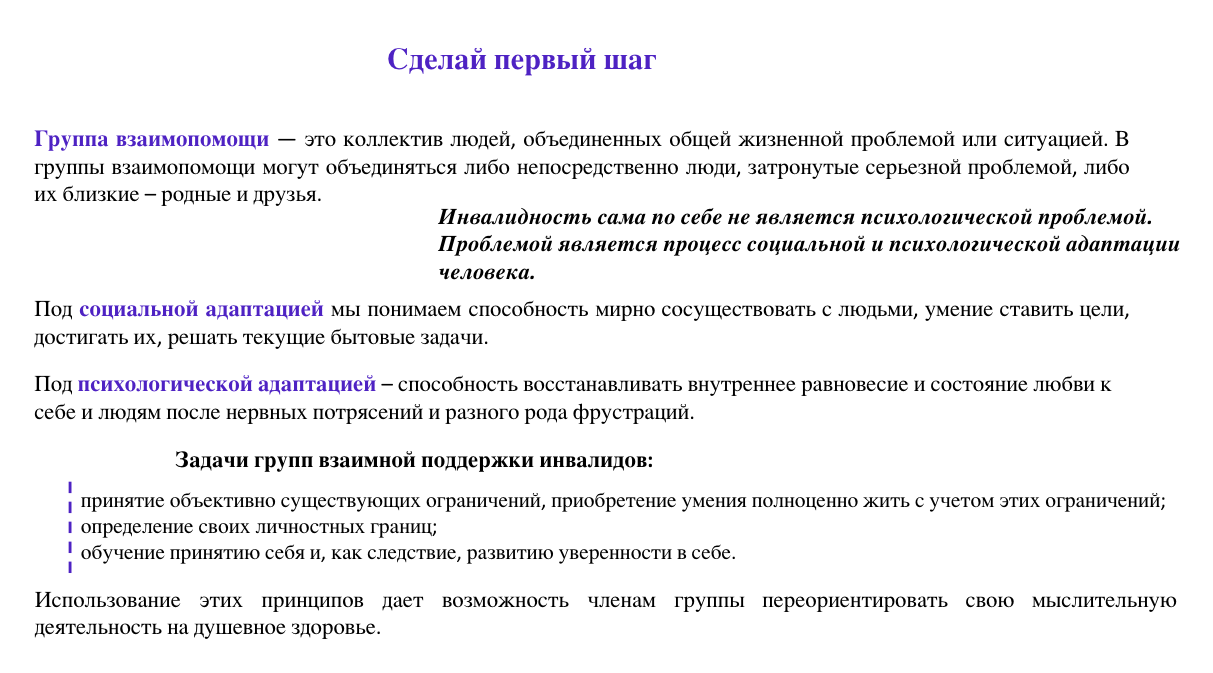 Сделай первый шаг
Группа взаимопомощи — это коллектив людей, объединенных общей жизненной проблемой или ситуацией. В
группы взаимопомощи могут объединяться либо непосредственно люди, затронутые серьезной проблемой, либо
их близкие – родные и друзья.
Инвалидность сама по себе не является психологической проблемой.
Проблемой является процесс социальной и психологической адаптации
человека.
Под социальной адаптацией мы понимаем способность мирно сосуществовать с людьми, умение ставить цели,
достигать их, решать текущие бытовые задачи.
Под психологической адаптацией – способность восстанавливать внутреннее равновесие и состояние любви к
себе и людям после нервных потрясений и разного рода фрустраций.
Задачи групп взаимной поддержки инвалидов:
принятие объективно существующих ограничений, приобретение умения полноценно жить с учетом этих ограничений;
определение своих личностных границ;
обучение принятию себя и, как следствие, развитию уверенности в себе.
Использование этих принципов дает возможность членам группы переориентировать свою мыслительную
деятельность на душевное здоровье.